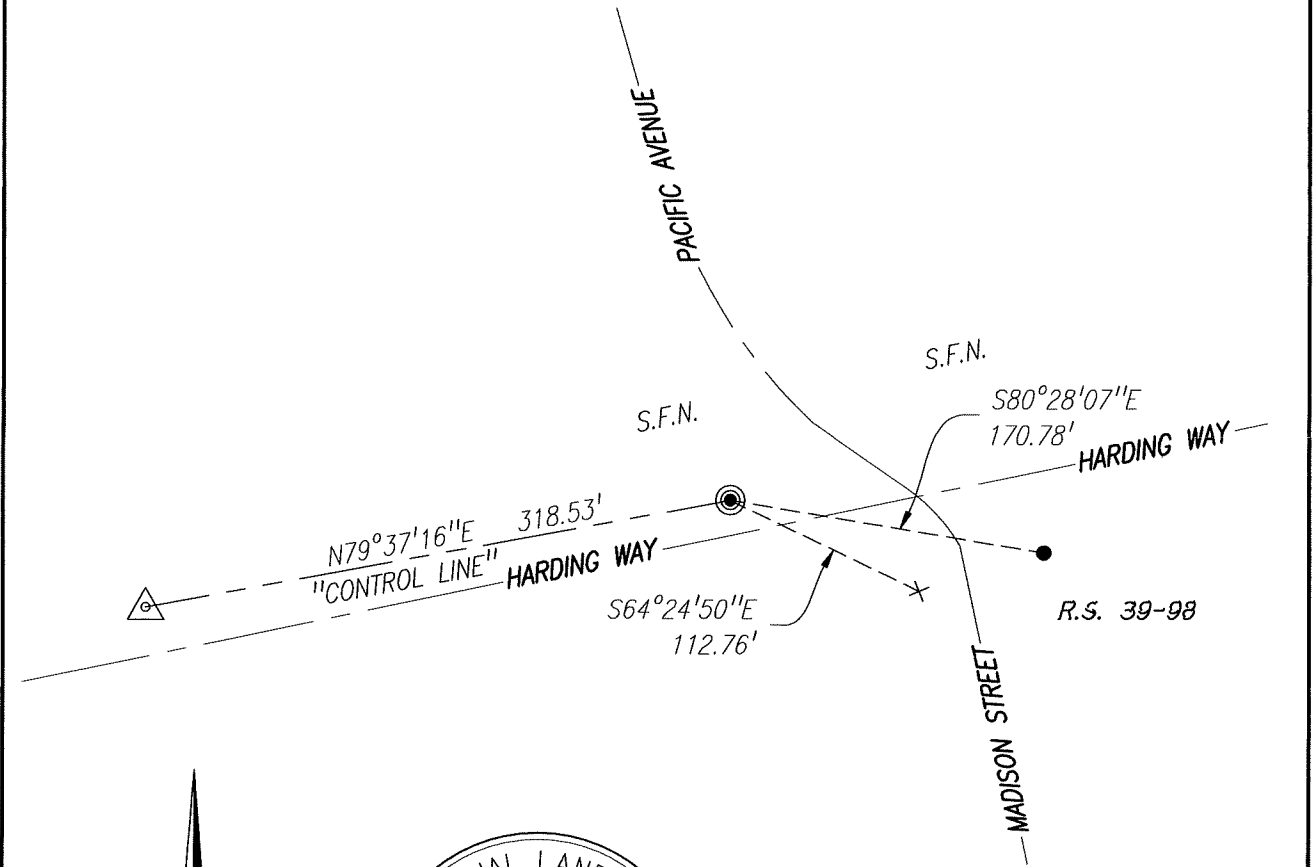 PACIFIC AVENUE
S.F.N.
S80°28'07"E
170.78'
S.F.N.
HARDING WAY
N79°37'16"E 318.53'
"CONTROL LINE"
HARDING WAY
S64°24'50"E
112.76'
R.S. 39-98
MADISON STREET
LAND